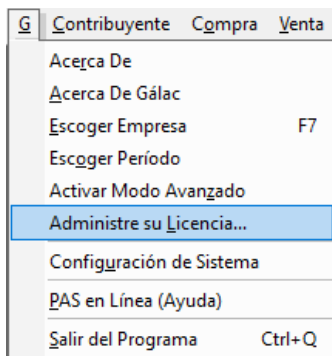 G Contribuyente Compra Venta
Acerca De
Acerca De Gálac
Escoger Empresa F7
Escoger Período
Activar Modo Avanzado
Administre su Licencia...
Configuración de Sistema
PAS en Línea (Ayuda)
Salir del Programa Ctrl+Q